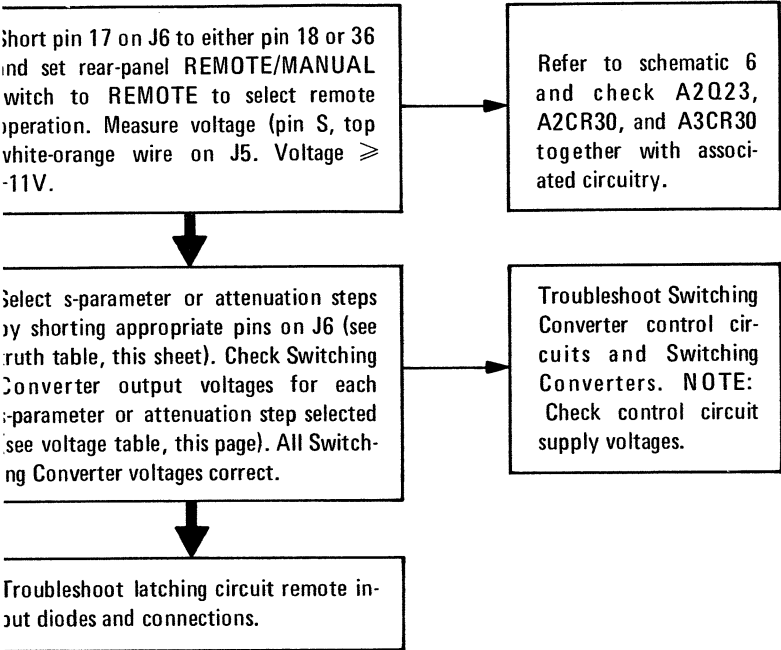 Short pin 17 on J6 to either pin 18 or 36
and set rear-panel REMOTE/MANUAL
switch to REMOTE to select remote
operation. Measure voltage (pin S, top
white-orange wire on J5. Voltage ⩾
-11V.
Refer to schematic 6
and check A2Q23,
A2CR30, and A3CR30
together with associ-
ated circuitry.
Select s-parameter or attenuation steps
by shorting appropriate pins on J6 (see
truth table, this sheet). Check Switching
Converter output voltages for each
s-parameter or attenuation step selected
(see voltage table, this page). All Switch-
ing Converter voltages correct.
Troubleshoot Switching
Converter control cir-
cuits and Switching
Converters. NOTE:
Check control circuit
supply voltages.
Troubleshoot latching circuit remote in-
put diodes and connections.